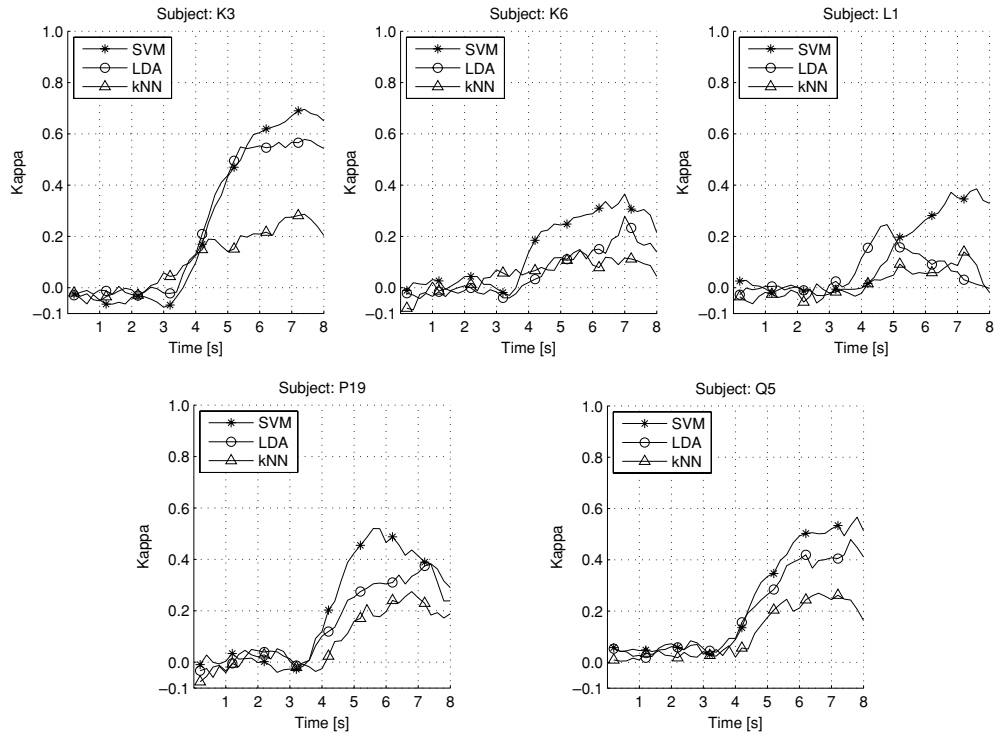 Subject: K3
1.0
0.8
0.6
0.4
0.2
0.0
−0.1
Kappa
SVM
LDA
kNN
1 2 3 4 5 6 7 8
Time [s]
Subject: K6
1.0
0.8
0.6
0.4
0.2
0.0
−0.1
Kappa
SVM
LDA
kNN
1 2 3 4 5 6 7 8
Time [s]
Subject: L1
1.0
0.8
0.6
0.4
0.2
0.0
−0.1
Kappa
SVM
LDA
kNN
1 2 3 4 5 6 7 8
Time [s]
Subject: P19
1.0
0.8
0.6
0.4
0.2
0.0
−0.1
Kappa
SVM
LDA
kNN
1 2 3 4 5 6 7 8
Time [s]
Subject: Q5
1.0
0.8
0.6
0.4
0.2
0.0
−0.1
Kappa
SVM
LDA
kNN
1 2 3 4 5 6 7 8
Time [s]